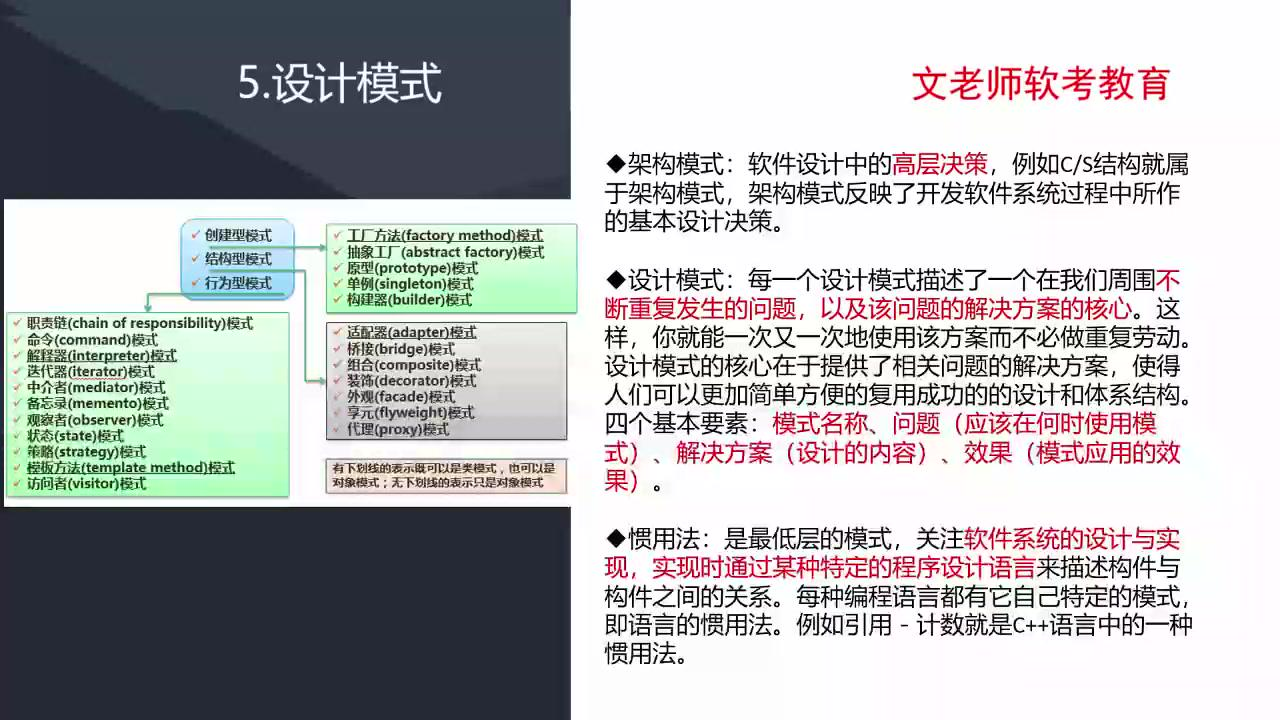 5.设计模式
创建型模式
结构型模式
行为型模式
工厂方法(factory method)模式
抽象工厂(abstract factory)模式
原型(prototype)模式
单例(singleton)模式
构建器(builder)模式
职责链(chain of responsibility)模式
命令(command)模式
解释器(interpreter)模式
迭代器(iterator)模式
中介者(mediator)模式
备忘录(memento)模式
观察者(observer)模式
状态(state)模式
策略(strategy)模式
模板方法(template method)模式
访问者(visitor)模式
适配器(adapter)模式
桥接(bridge)模式
组合(composite)模式
装饰(decorator)模式
外观(facade)模式
享元(flyweight)模式
代理(proxy)模式
有下划线的表示既可以是类模式，也可以是
对象模式；无下划线的表示只是对象模式
文老师软考教育
◆架构模式：软件设计中的高层决策，例如C/S结构就属
于架构模式，架构模式反映了开发软件系统过程中所作
的基本设计决策。
◆设计模式：每一个设计模式描述了一个在我们周围不
断重复发生的问题，以及该问题的解决方案的核心。这
样，你就能一次又一次地使用该方案而不必做重复劳动。
设计模式的核心在于提供了相关问题的解决方案，使得
人们可以更加简单方便的复用成功的的设计和体系结构。
四个基本要素：模式名称、问题（应该在何时使用模
式）、解决方案（设计的内容）、效果（模式应用的效
果）。
◆惯用法：是最低层的模式，关注软件系统的设计与实
现，实现时通过某种特定的程序设计语言来描述构件与
构件之间的关系。每种编程语言都有它自己特定的模式，
即语言的惯用法。例如引用－计数就是C++语言中的一种
惯用法。